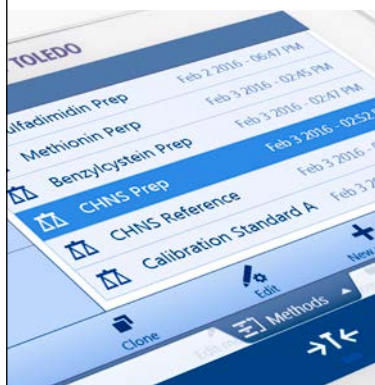 TOLEDO
lfadimidin Prep Feb 2 2016 - 06:47 PM
Methionin Perp Feb 3 2016 - 02:45 PM
Benzylcystein Prep Feb 3 2016 - 02:47 PM
CHNS Prep Feb 3 2016 - 02:52:
CHNS Reference Feb 3 2016 -
Calibration Standard A Feb 3 2
Clone Edit New
Methods
→T←